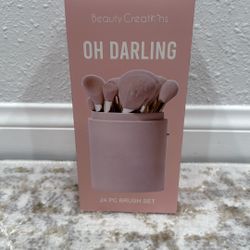 Beauty Creations
OH DARLING
24 PC BRUSH SET